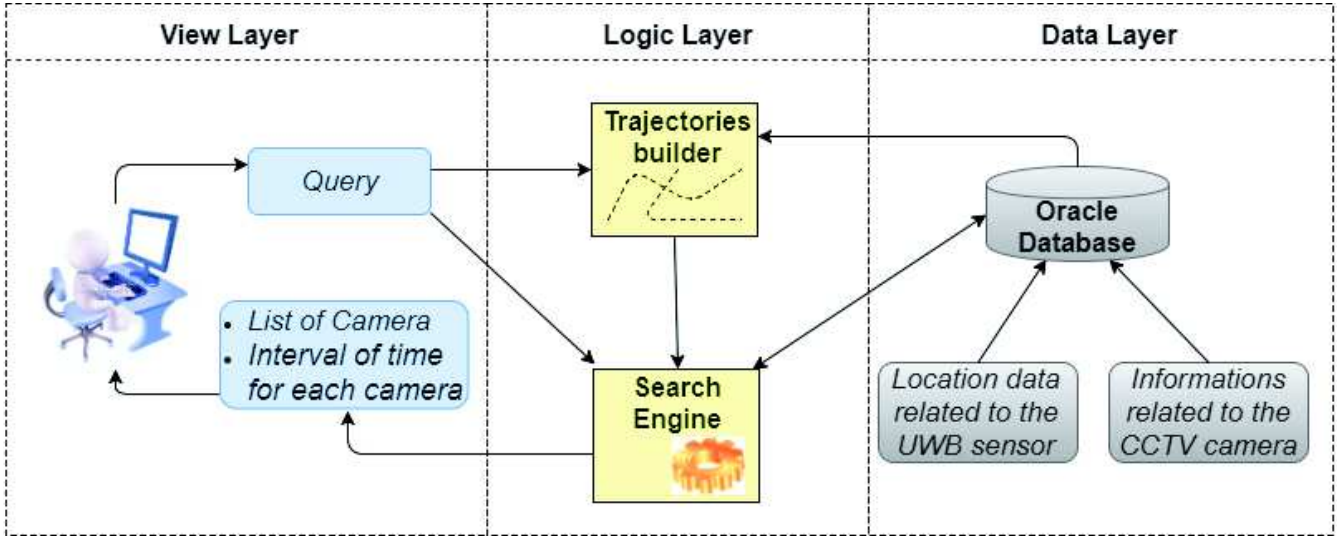 View Layer
Logic Layer
Data Layer
Query
• List of Camera
• Interval of time
for each camera
Trajectories
builder
Search
Engine
Oracle
Database
Location data
related to the
UWB sensor
Informations
related to the
CCTV camera